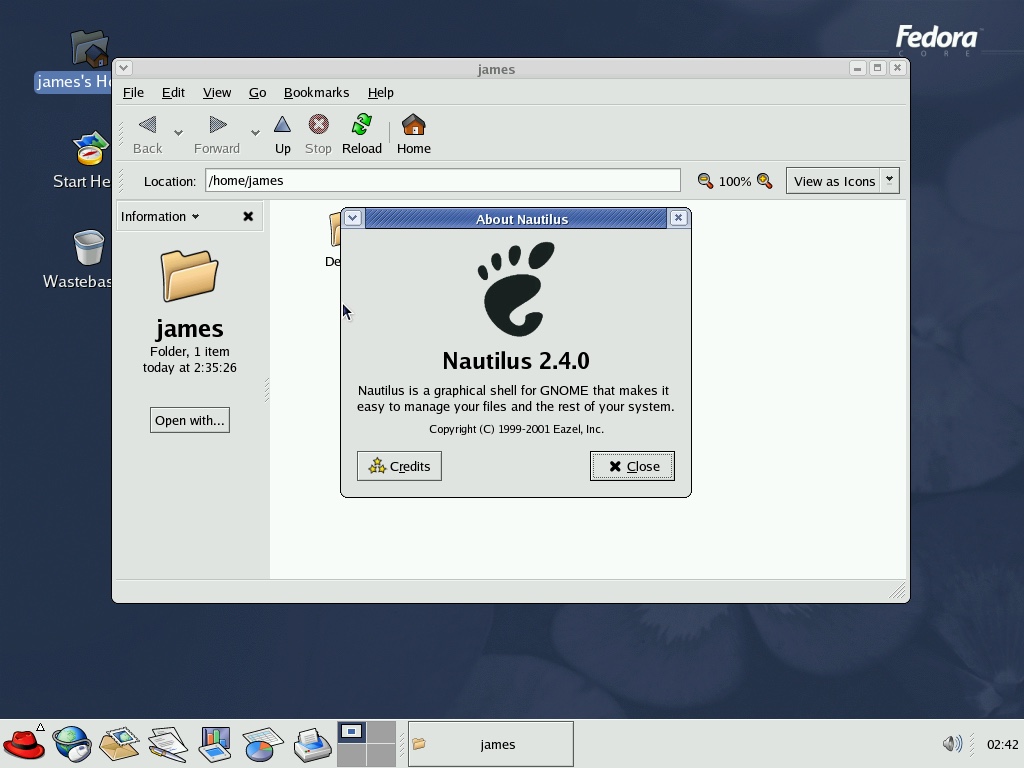 Fedora
CORE
james's H
Start He
Wastebas
james
File Edit View Go Bookmarks Help
Back Forward Up Stop Reload Home
Location: /home/james 100% View as Icons
Information
james
Folder, 1 item
today at 2:35:26
Open with...
De
About Nautilus
Nautilus 2.4.0
Nautilus is a graphical shell for GNOME that makes it
easy to manage your files and the rest of your system.
Copyright (C) 1999-2001 Eazel, Inc.
Credits Close
james
02:42